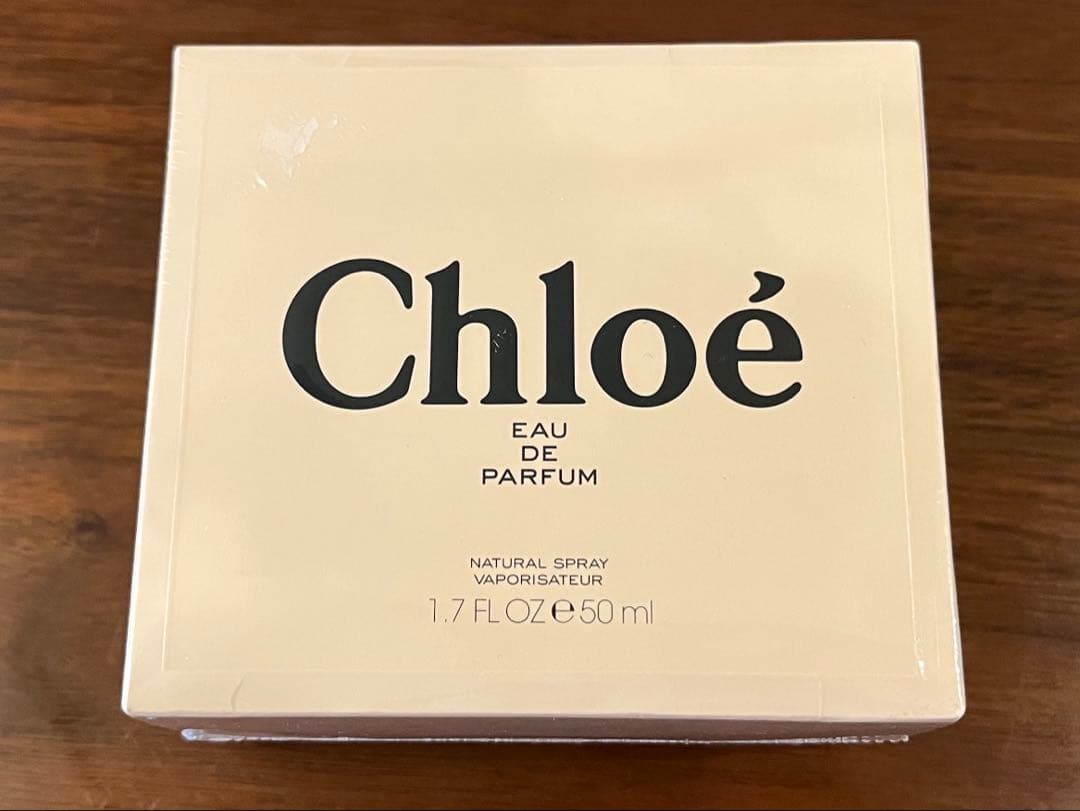 Chloé
EAU
DE
PARFUM
NATURAL SPRAY
VAPORISATEUR
1.7 FL OZ ℮ 50 ml